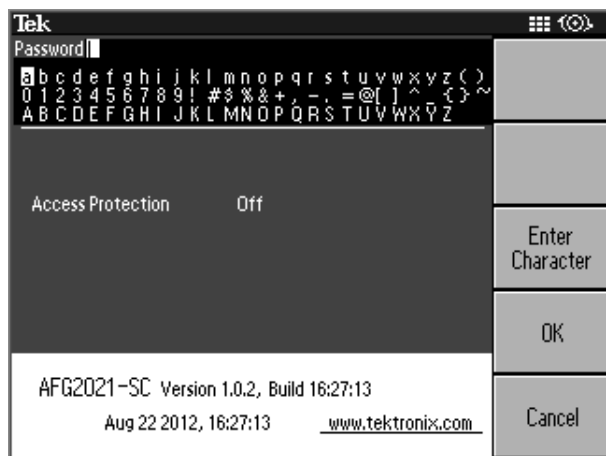 Tek
Password
a b c d e f g h i j k l m n o p q r s t u v w x y z ( )
0 1 2 3 4 5 6 7 8 9 ! # $ % & + , - . = @ [ ] ^ _ { } ~
A B C D E F G H I J K L M N O P Q R S T U V W X Y Z
Access Protection Off
Enter
Character
OK
AFG2021-SC Version 1.0.2, Build 16:27:13
Aug 22 2012, 16:27:13 www.tektronix.com
Cancel